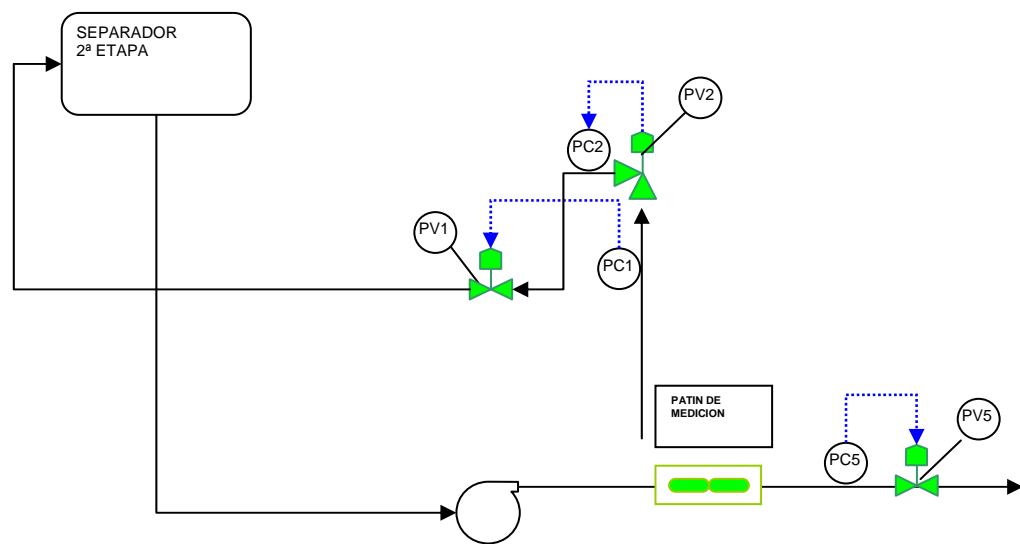 SEPARADOR
2ª ETAPA
PV2
PC2
PV1
PC1
PATIN DE
MEDICION
PV5
PC5